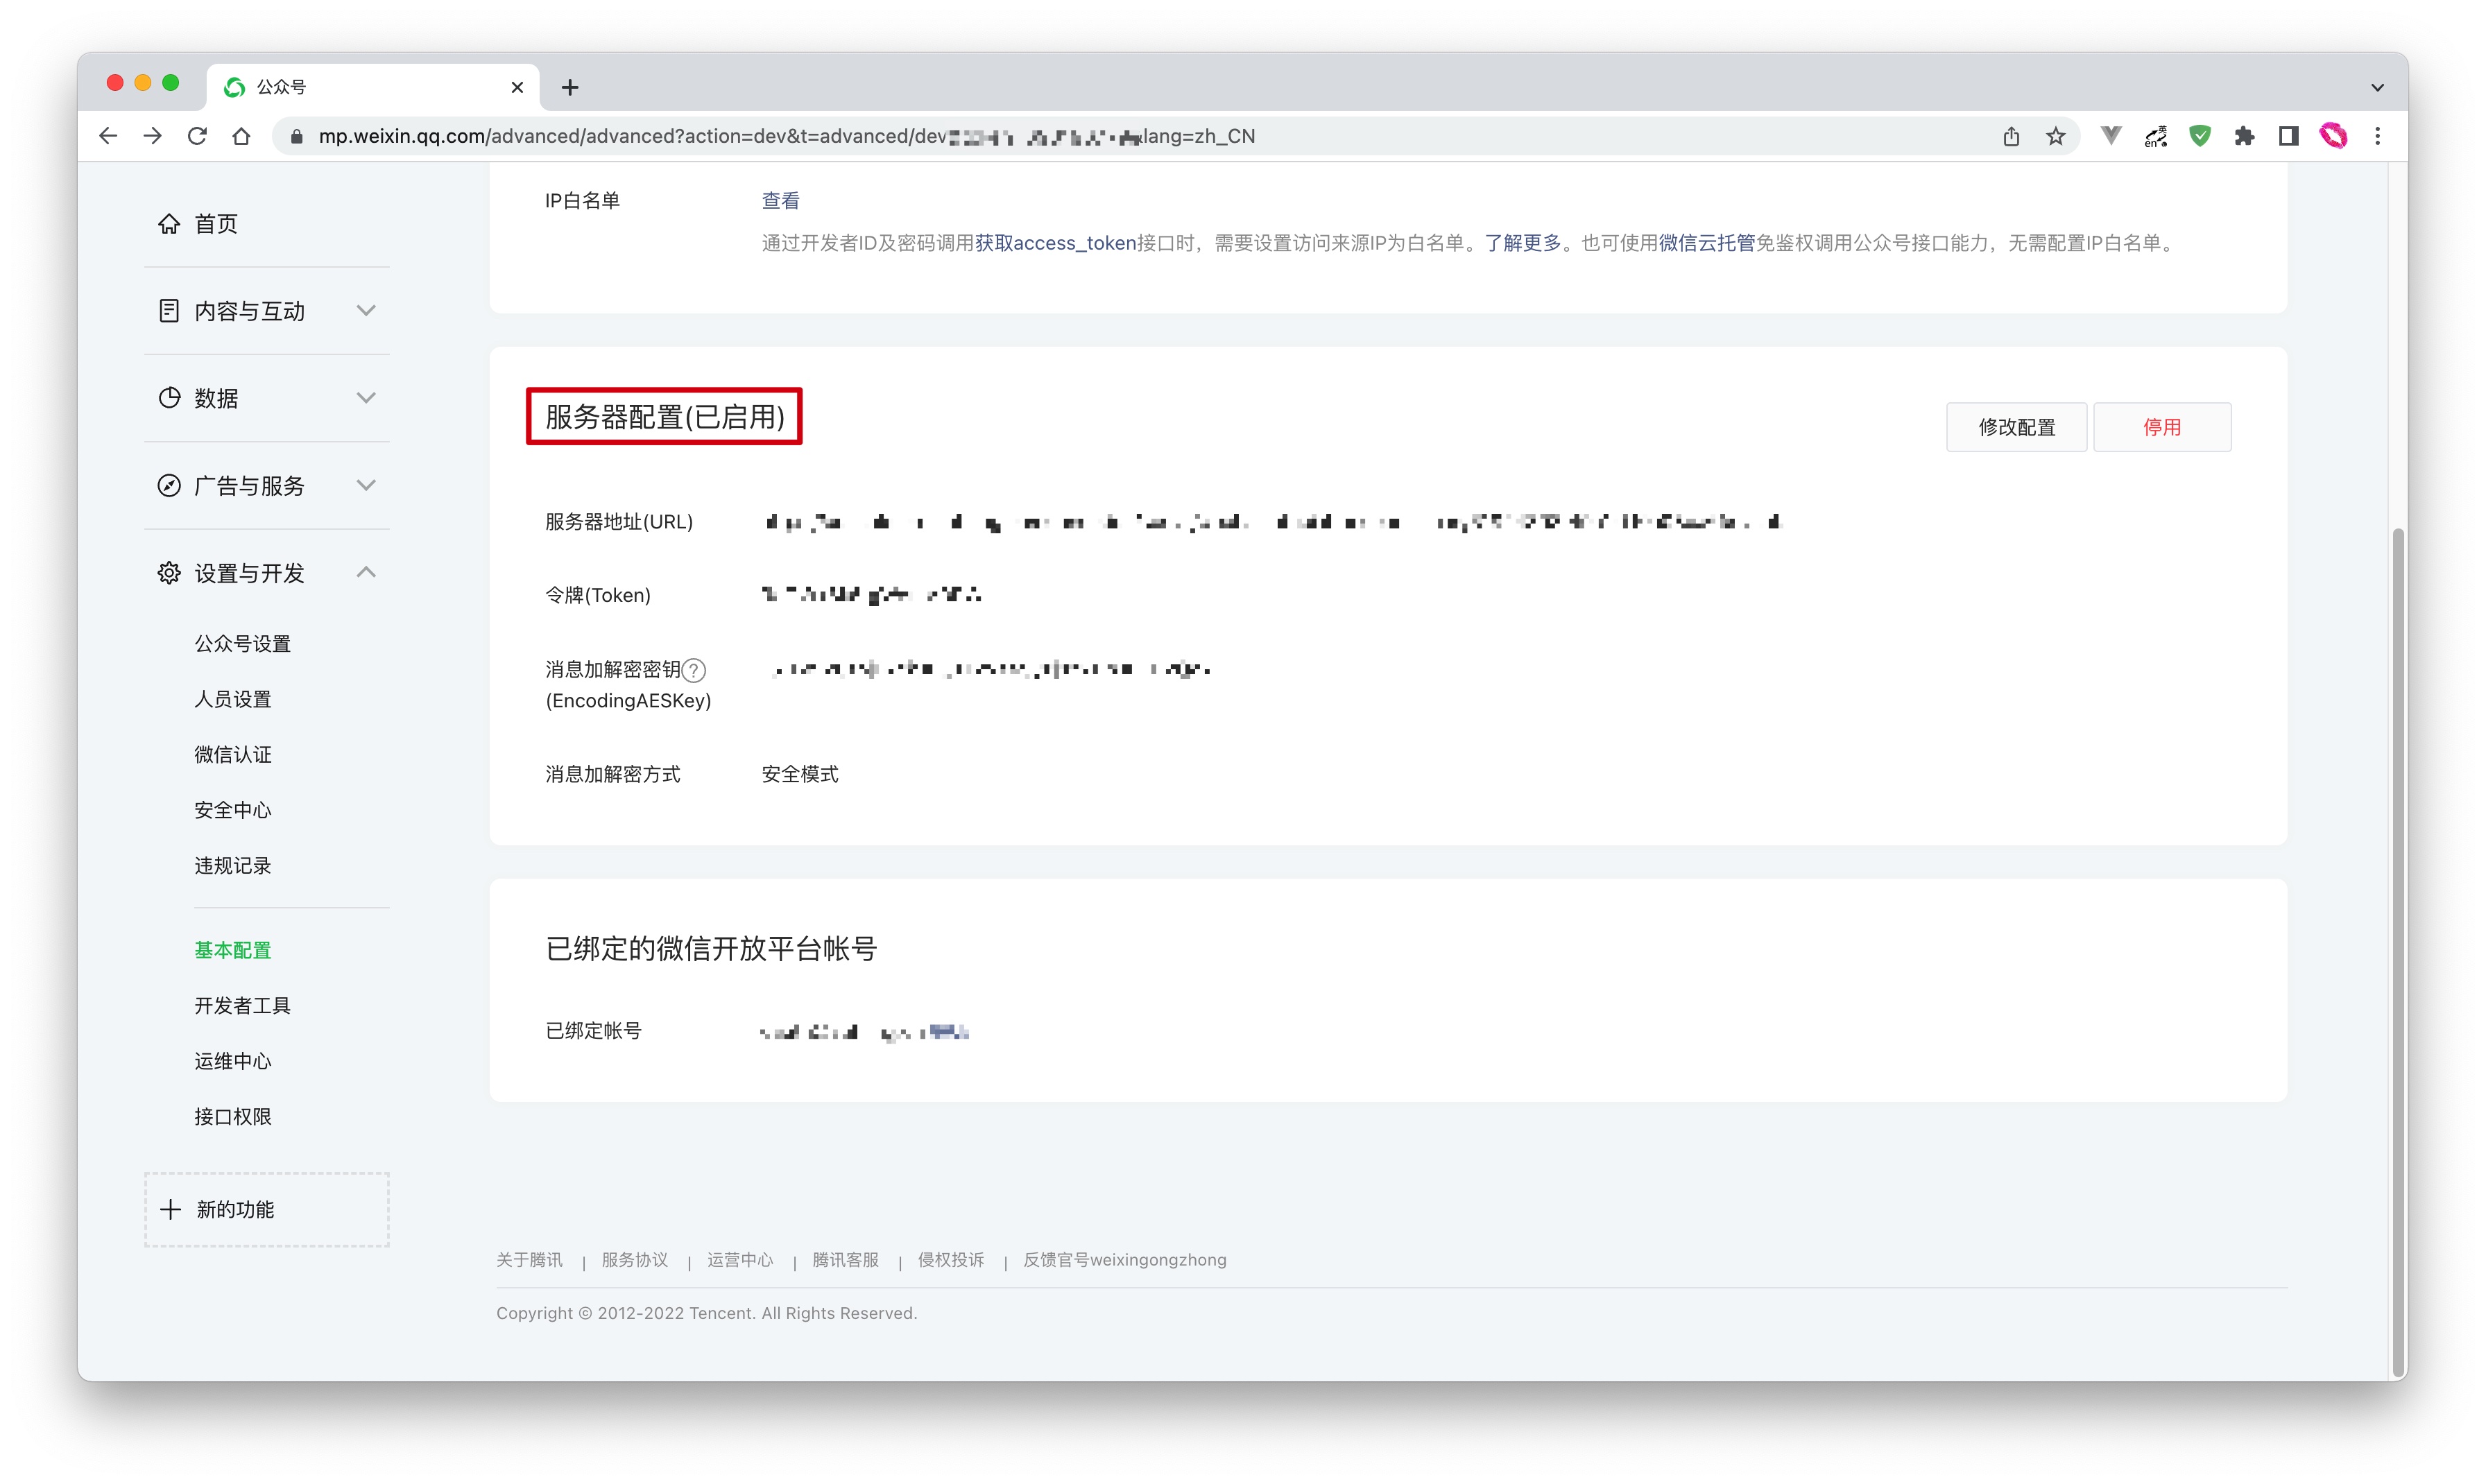 公众号
mp.weixin.qq.com/advanced/advanced?action=dev&t=advanced/dev
lang=zh_CN
首页
内容与互动
数据
广告与服务
设置与开发
公众号设置
人员设置
微信认证
安全中心
违规记录
基本配置
开发者工具
运维中心
接口权限
新的功能
IP白名单
查看
通过开发者ID及密码调用获取access_token接口时，需要设置访问来源IP为白名单。了解更多。也可使用微信云托管免鉴权调用公众号接口能力，无需配置IP白名单。
服务器配置(已启用)
修改配置
停用
服务器地址(URL)
令牌(Token)
消息加解密密钥?
(EncodingAESKey)
消息加解密方式 安全模式
已绑定的微信开放平台帐号
已绑定帐号
关于腾讯 | 服务协议 | 运营中心 | 腾讯客服 | 侵权投诉 | 反馈官号weixingongzhong
Copyright © 2012-2022 Tencent. All Rights Reserved.